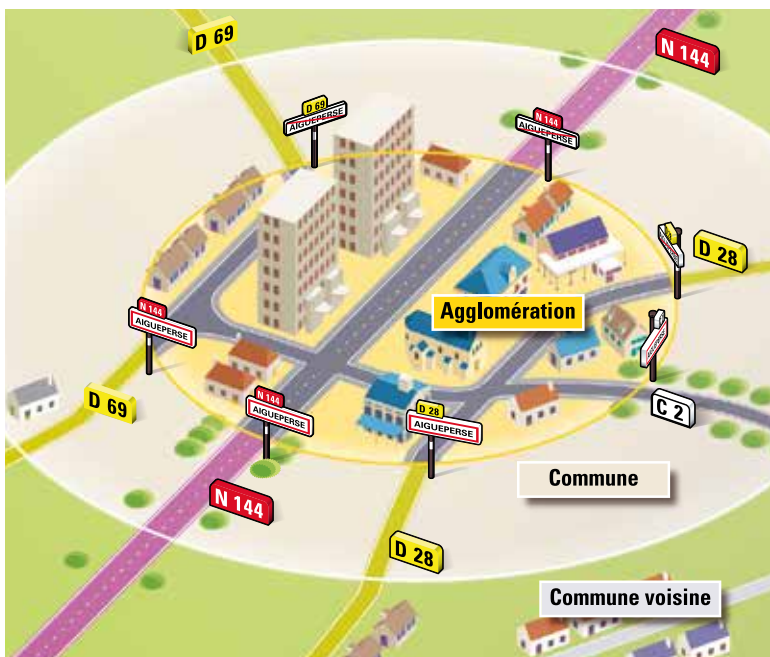 D 69
N 144
D 69
AIGUEPERSE
N 144
AIGUEPERSE
D 28
Agglomération
N 144
AIGUEPERSE
AIGUEPERSE
D 69
N 144
AIGUEPERSE
D 28
AIGUEPERSE
C 2
Commune
N 144
D 28
Commune voisine